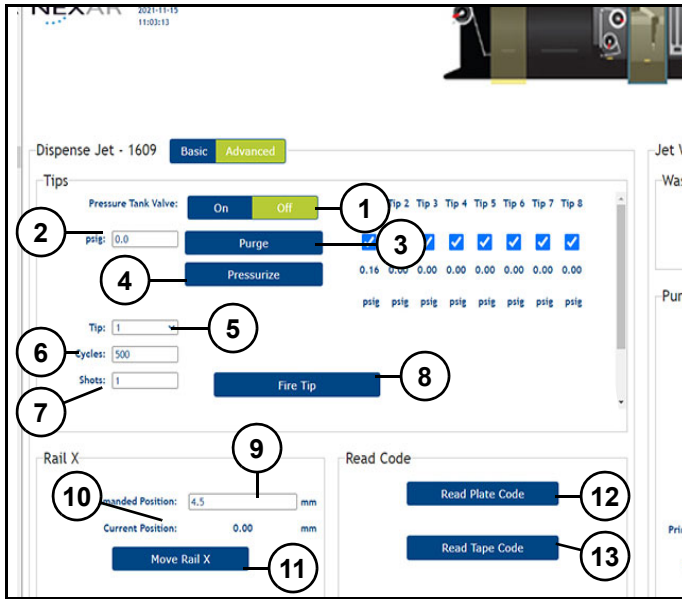 NEXAR 2021-11-15
11:03:13
Dispense Jet - 1609 Basic Advanced
Jet
Tips
Pressure Tank Valve: On Off 1 Tip 2 Tip 3 Tip 4 Tip 5 Tip 6 Tip 7 Tip 8
2 psig: 0.0 Purge 3
4 Pressurize 0.16 0.00 0.00 0.00 0.00 0.00 0.00 0.00
psig psig psig psig psig psig psig psig
Tip: 1 5
6 Cycles: 500
7 Shots: 1 Fire Tip 8
Rail X
9
10 manded Position: 4.5 mm
Current Position: 0.00 mm
Move Rail X 11
Read Code
Read Plate Code 12
Read Tape Code 13